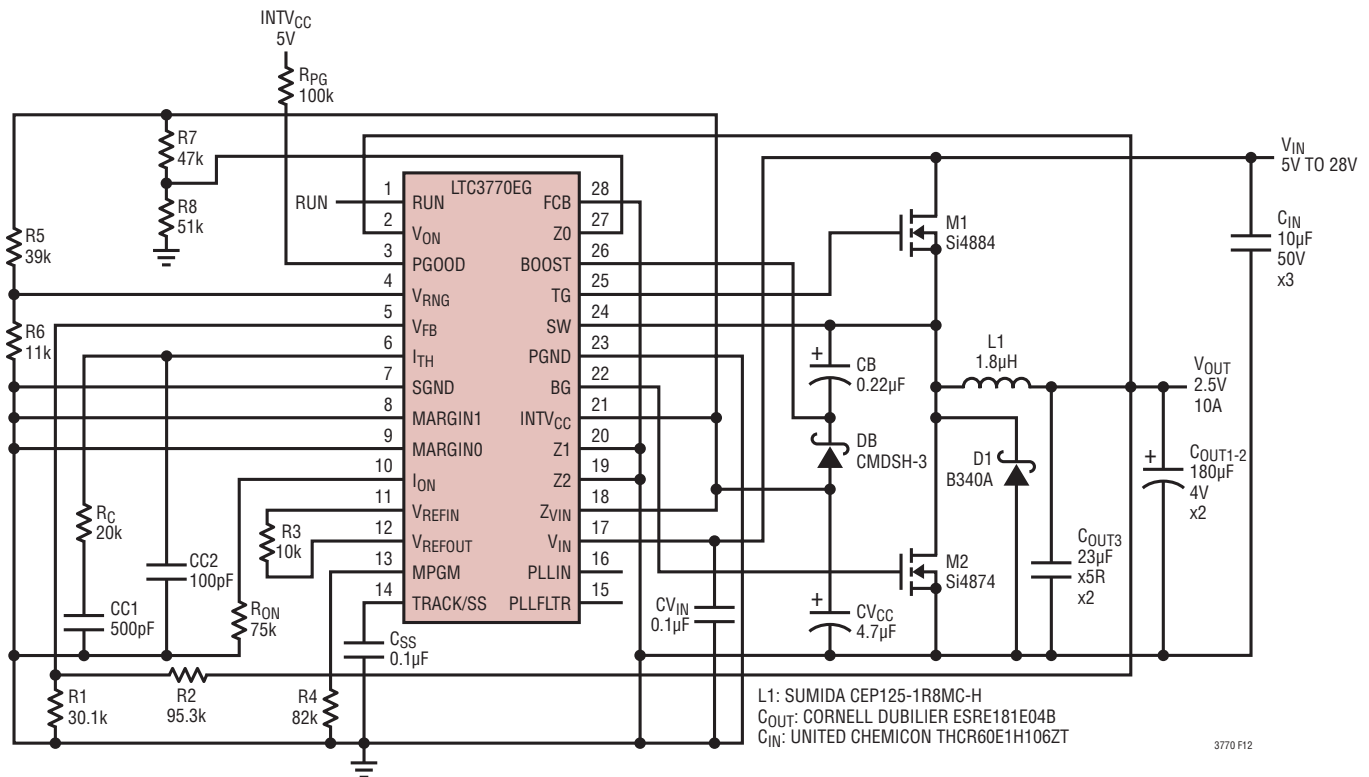 INTVCC
5V
RPG
100k
R7
47k
R8
51k
R5
39k
R6
11k
RUN
LTC3770EG
1 RUN
2 VON
3 PGOOD
4 VRNG
5 VFB
6 ITH
7 SGND
8 MARGIN1
9 MARGIN0
10 ION
11 VREFIN
12 VREFOUT
13 MPGM
14 TRACK/SS
FCB 28
Z0 27
BOOST 26
TG 25
SW 24
PGND 23
BG 22
INTVCC 21
Z1 20
Z2 19
ZVIN 18
VIN 17
PLLIN 16
PLLFLTR 15
VIN
5V TO 28V
M1
Si4884
CIN
10µF
50V
x3
L1
1.8µH
VOUT
2.5V
10A
+
CB
0.22µF
DB
CMDSH-3
D1
B340A
+
COUT1-2
180µF
4V
x2
COUT3
23µF
x5R
x2
M2
Si4874
+
CVCC
4.7µF
CVIN
0.1µF
RC
20k
CC2
100pF
CC1
500pF
RON
75k
R3
10k
CSS
0.1µF
R1
30.1k
R2
95.3k
R4
82k
L1: SUMIDA CEP125-1R8MC-H
COUT: CORNELL DUBILIER ESRE181E04B
CIN: UNITED CHEMICON THCR60E1H106ZT
3770 F12